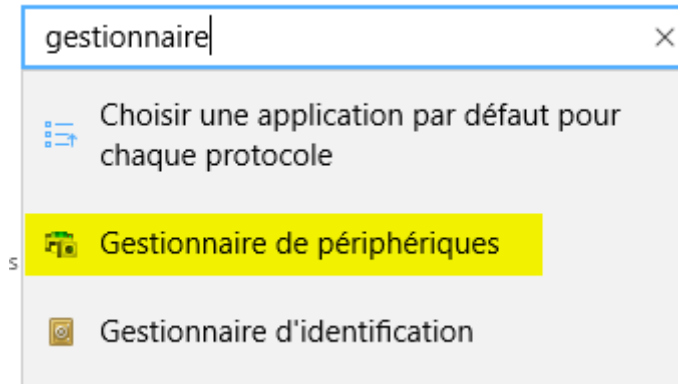 gestionnaire
Choisir une application par défaut pour
chaque protocole
Gestionnaire de périphériques
s
Gestionnaire d'identification